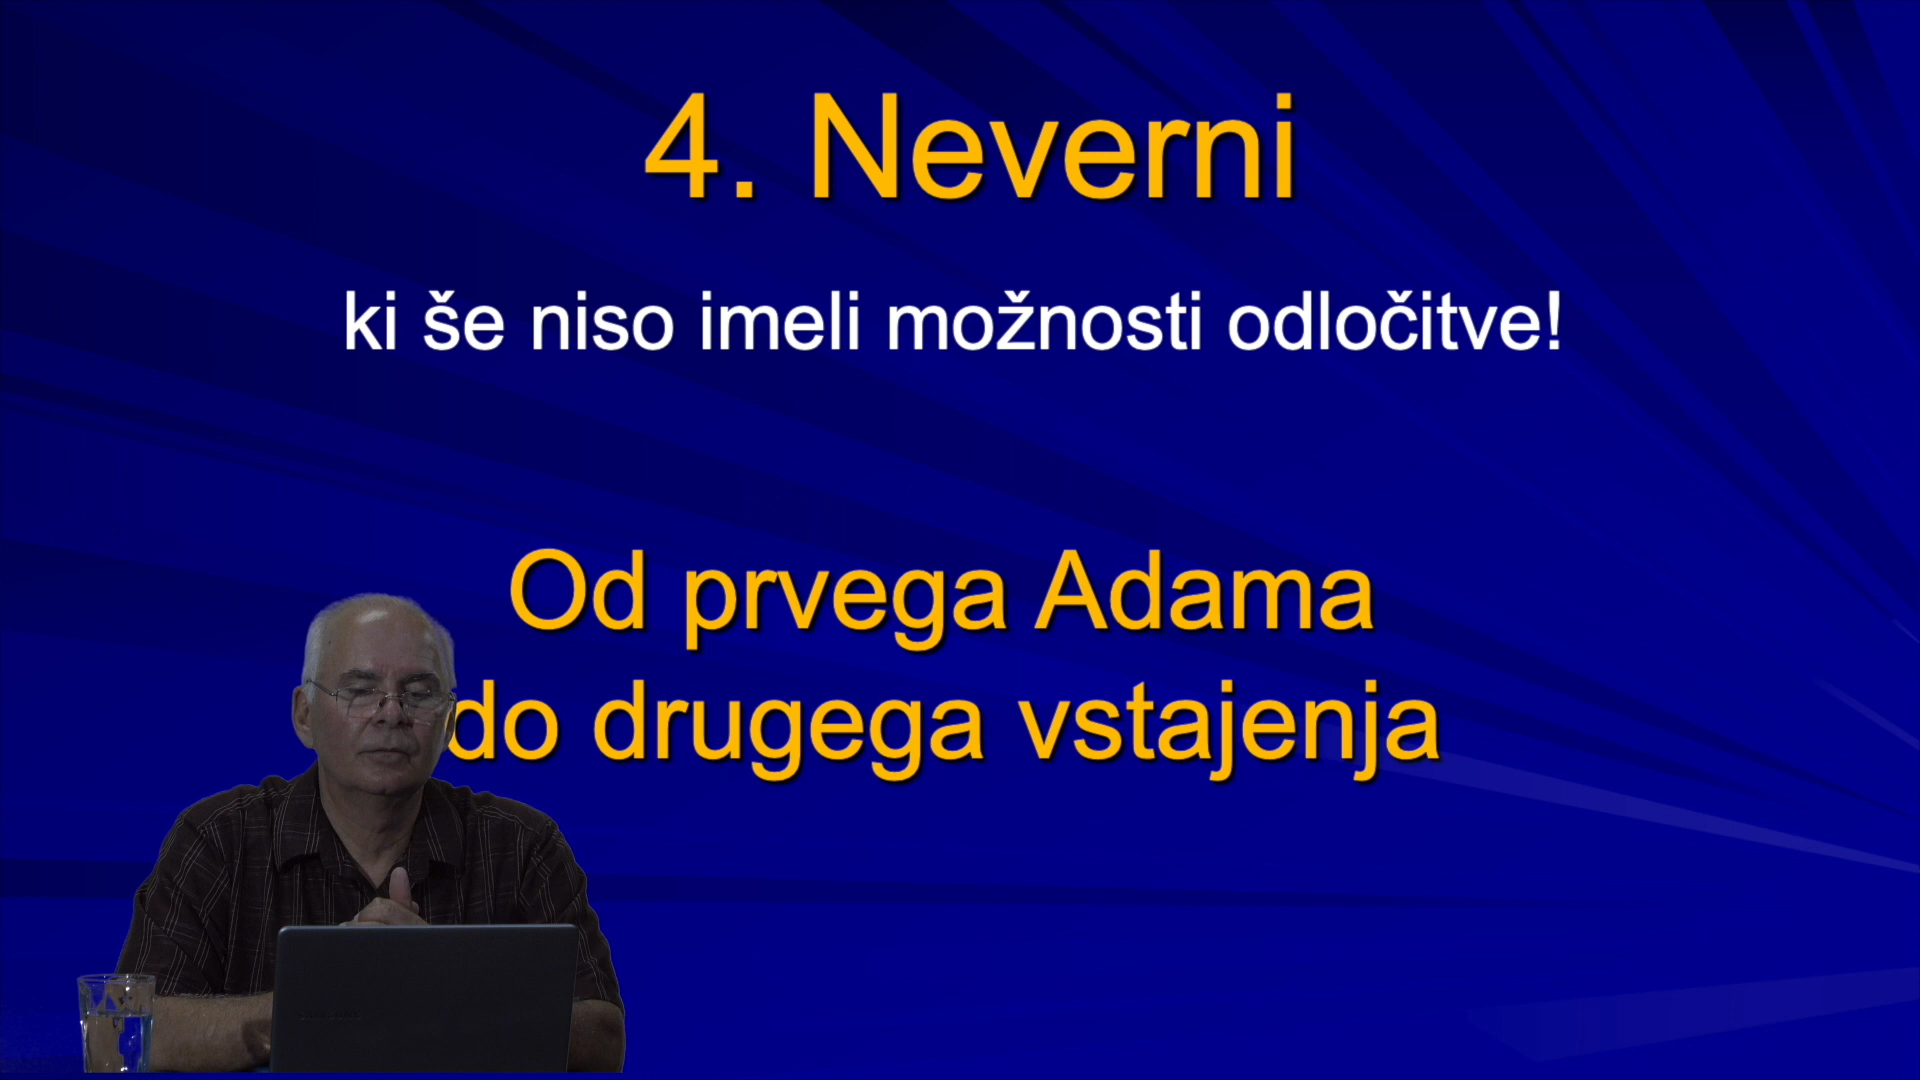 4. Neverni
ki še niso imeli možnosti odločitve!
Od prvega Adama
do drugega vstajenja